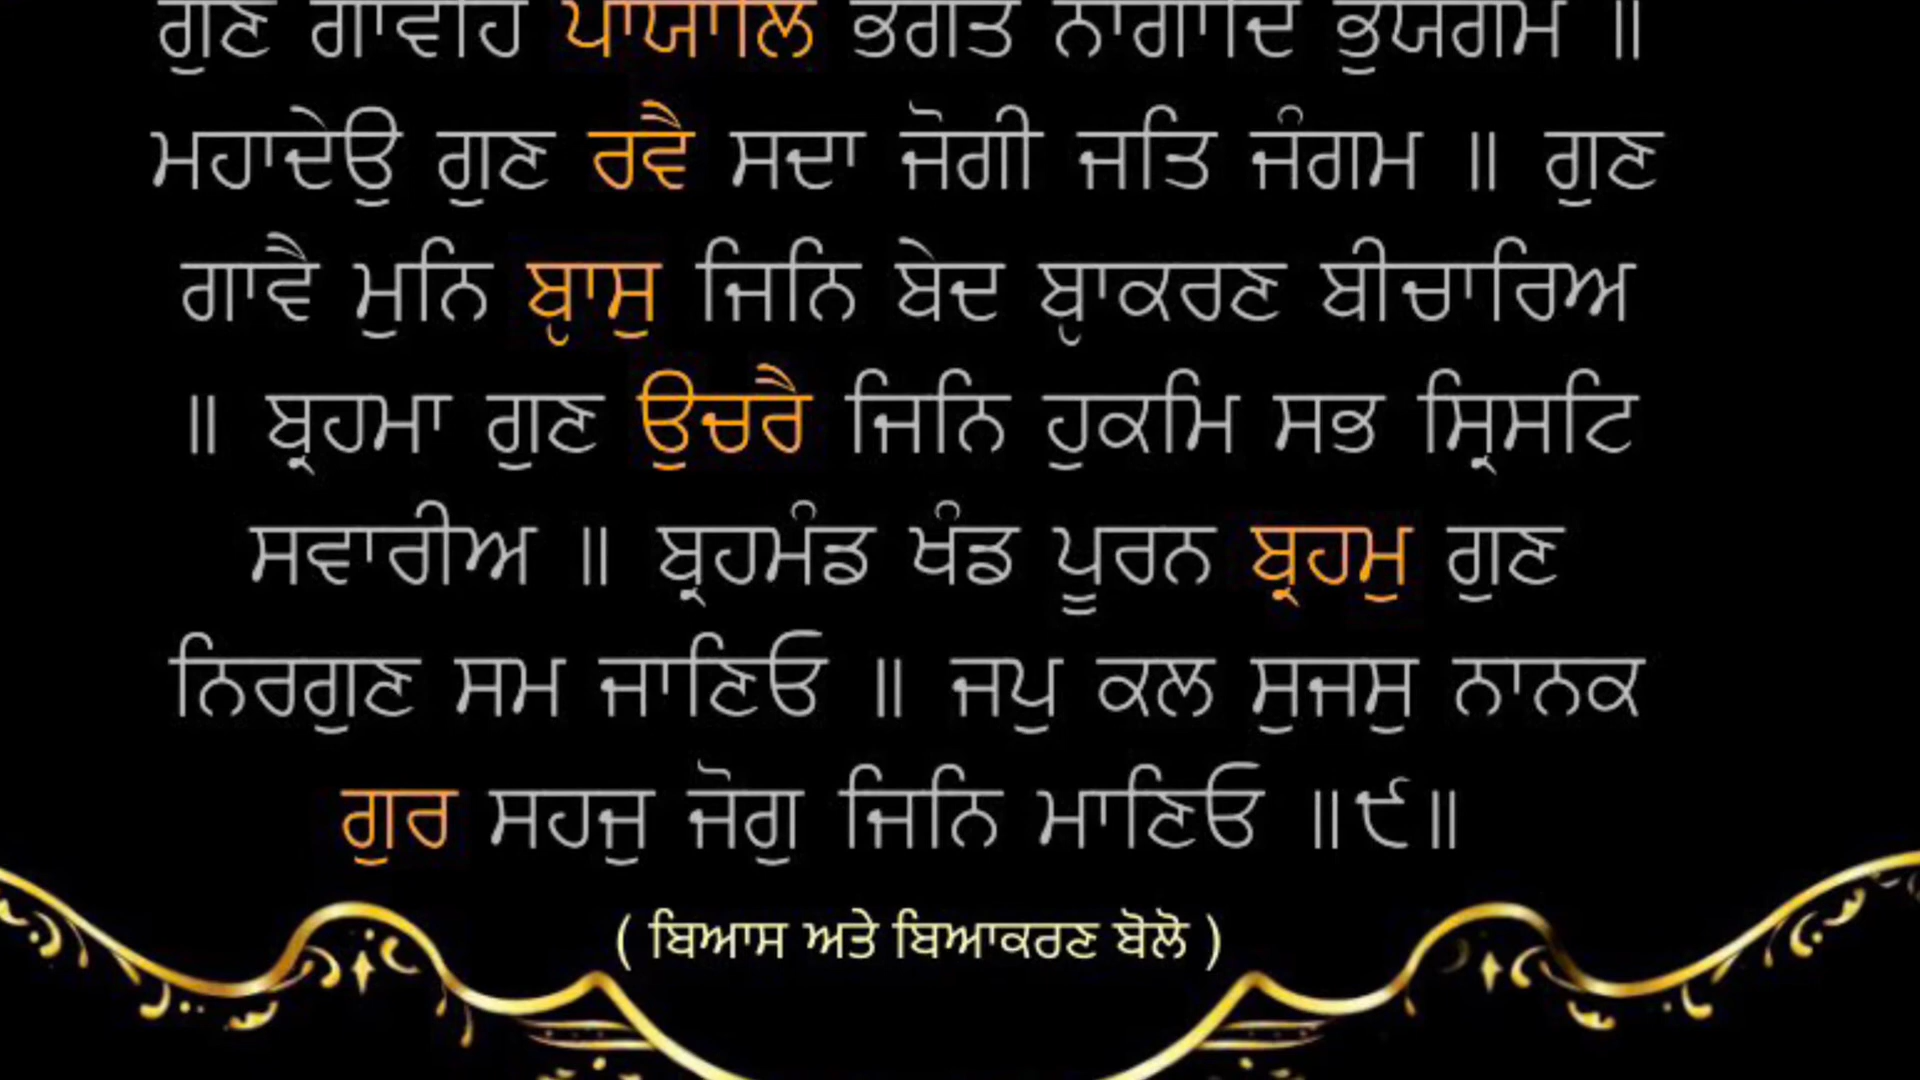 ਗੁਣ ਗਾਵਹਿ ਪਾਯਾਲਿ ਭਗਤ ਨਾਗਾਦਿ ਭੁਯੰਗਮ ॥
ਮਹਾਦੇਉ ਗੁਣ ਰਵੈ ਸਦਾ ਜੋਗੀ ਜਤਿ ਜੰਗਮ ॥ ਗੁਣ
ਗਾਵੈ ਮੁਨਿ ਬੵਾਸੁ ਜਿਨਿ ਬੇਦ ਬੵਾਕਰਣ ਬੀਚਾਰਿਅ
॥ ਬ੍ਰਹਮਾ ਗੁਣ ਉਚਰੈ ਜਿਨਿ ਹੁਕਮਿ ਸਭ ਸ੍ਰਿਸਟਿ
ਸਵਾਰੀਅ ॥ ਬ੍ਰਹਮੰਡ ਖੰਡ ਪੂਰਨ ਬ੍ਰਹਮੁ ਗੁਣ
ਨਿਰਗੁਣ ਸਮ ਜਾਣਿਓ ॥ ਜਪੁ ਕਲ ਸੁਜਸੁ ਨਾਨਕ
ਗੁਰ ਸਹਜੁ ਜੋਗੁ ਜਿਨਿ ਮਾਣਿਓ ॥੯॥
( ਬਿਆਸ ਅਤੇ ਬਿਆਕਰਣ ਬੋਲੋ )